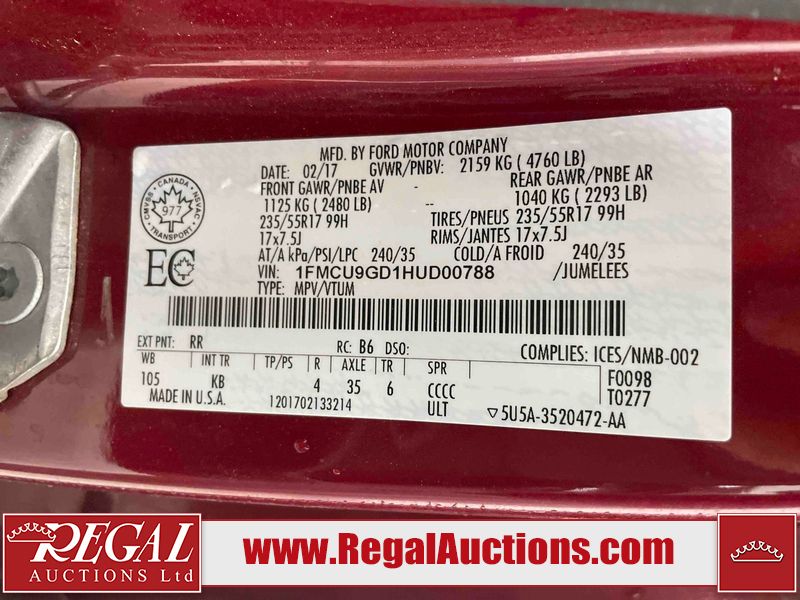 MFD. BY FORD MOTOR COMPANY
DATE: 02/17 GVWR/PNBV: 2159 KG ( 4760 LB)
FRONT GAWR/PNBE AV - REAR GAWR/PNBE AR
1125 KG ( 2480 LB) - 1040 KG ( 2293 LB)
235/55R17 99H TIRES/PNEUS 235/55R17 99H
17x7.5J RIMS/JANTES 17x7.5J
AT/A kPa/PSI/LPC 240/35 COLD/A FROID 240/35
VIN: 1FMCU9GD1HUD00788 /JUMELEES
TYPE: MPV/VTUM
CANADA
CMVSS NSVAC
977
TRANSPORT
EC
EXT PNT: RR RC: B6 DSO: COMPLIES: ICES/NMB-002
WB INT TR TP/PS R AXLE TR SPR F0098
105 KB 4 35 6 CCCC T0277
MADE IN U.S.A. 1201702133214 ULT ▽5U5A-3520472-AA
REGAL
AUCTIONS Ltd
www.RegalAuctions.com